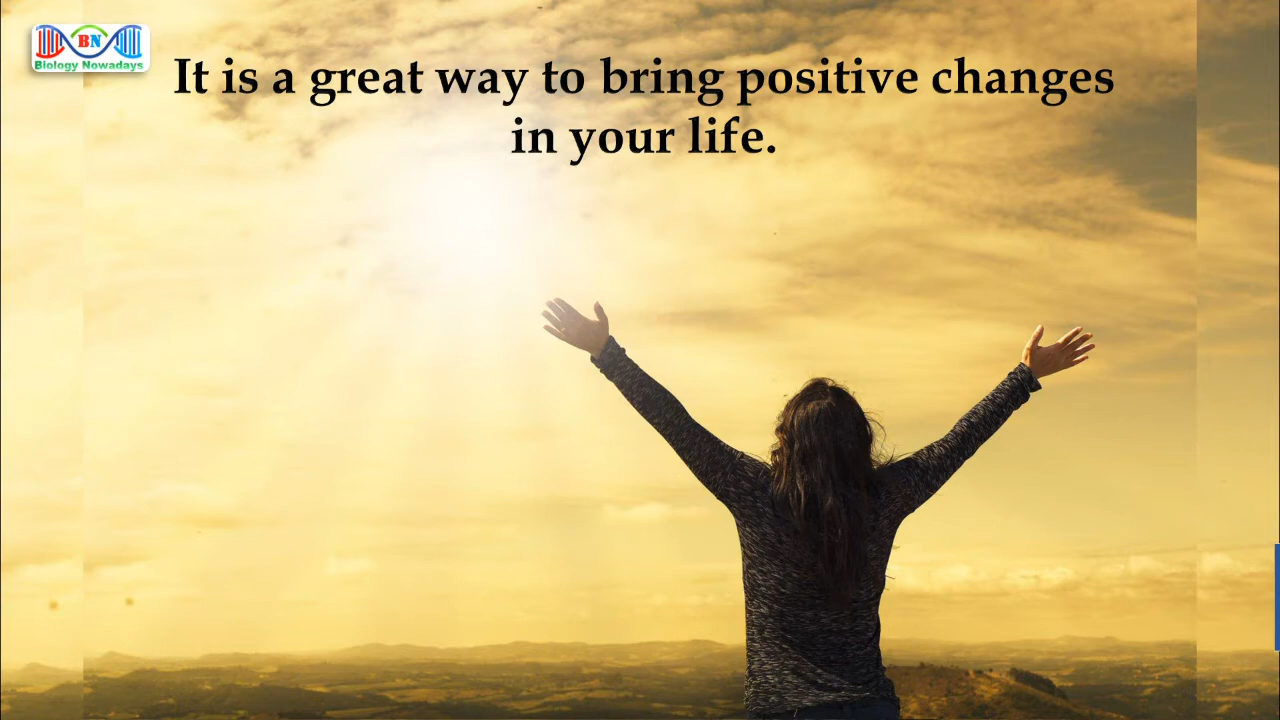 BN
Biology Nowadays
It is a great way to bring positive changes
in your life.